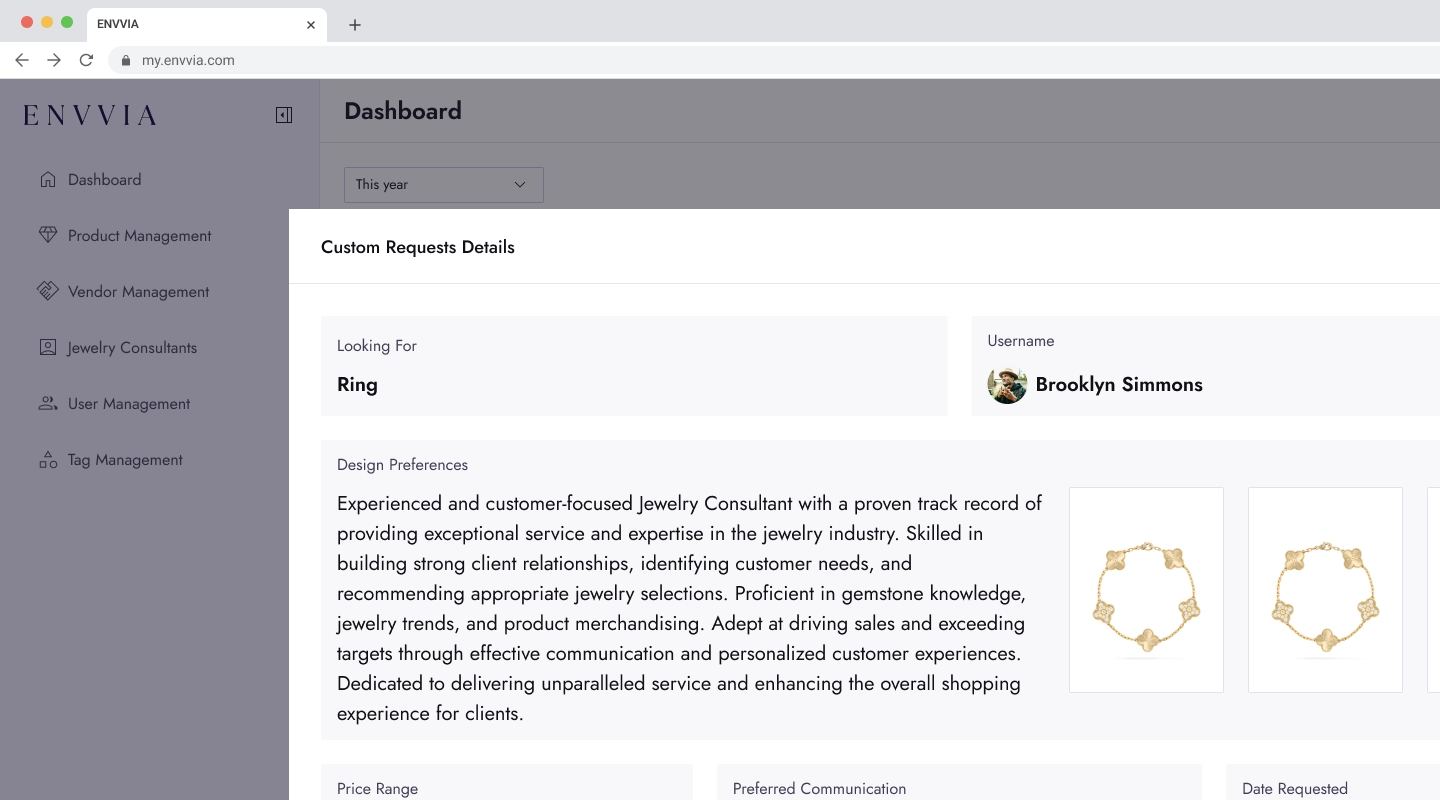 ENVVIA
my.envvia.com
ENVVIA
Dashboard
Dashboard
This year
Product Management
Vendor Management
Jewelry Consultants
User Management
Tag Management
Custom Requests Details
Looking For
Ring
Username
Brooklyn Simmons
Design Preferences
Experienced and customer-focused Jewelry Consultant with a proven track record of
providing exceptional service and expertise in the jewelry industry. Skilled in
building strong client relationships, identifying customer needs, and
recommending appropriate jewelry selections. Proficient in gemstone knowledge,
jewelry trends, and product merchandising. Adept at driving sales and exceeding
targets through effective communication and personalized customer experiences.
Dedicated to delivering unparalleled service and enhancing the overall shopping
experience for clients.
Price Range
Preferred Communication
Date Requested